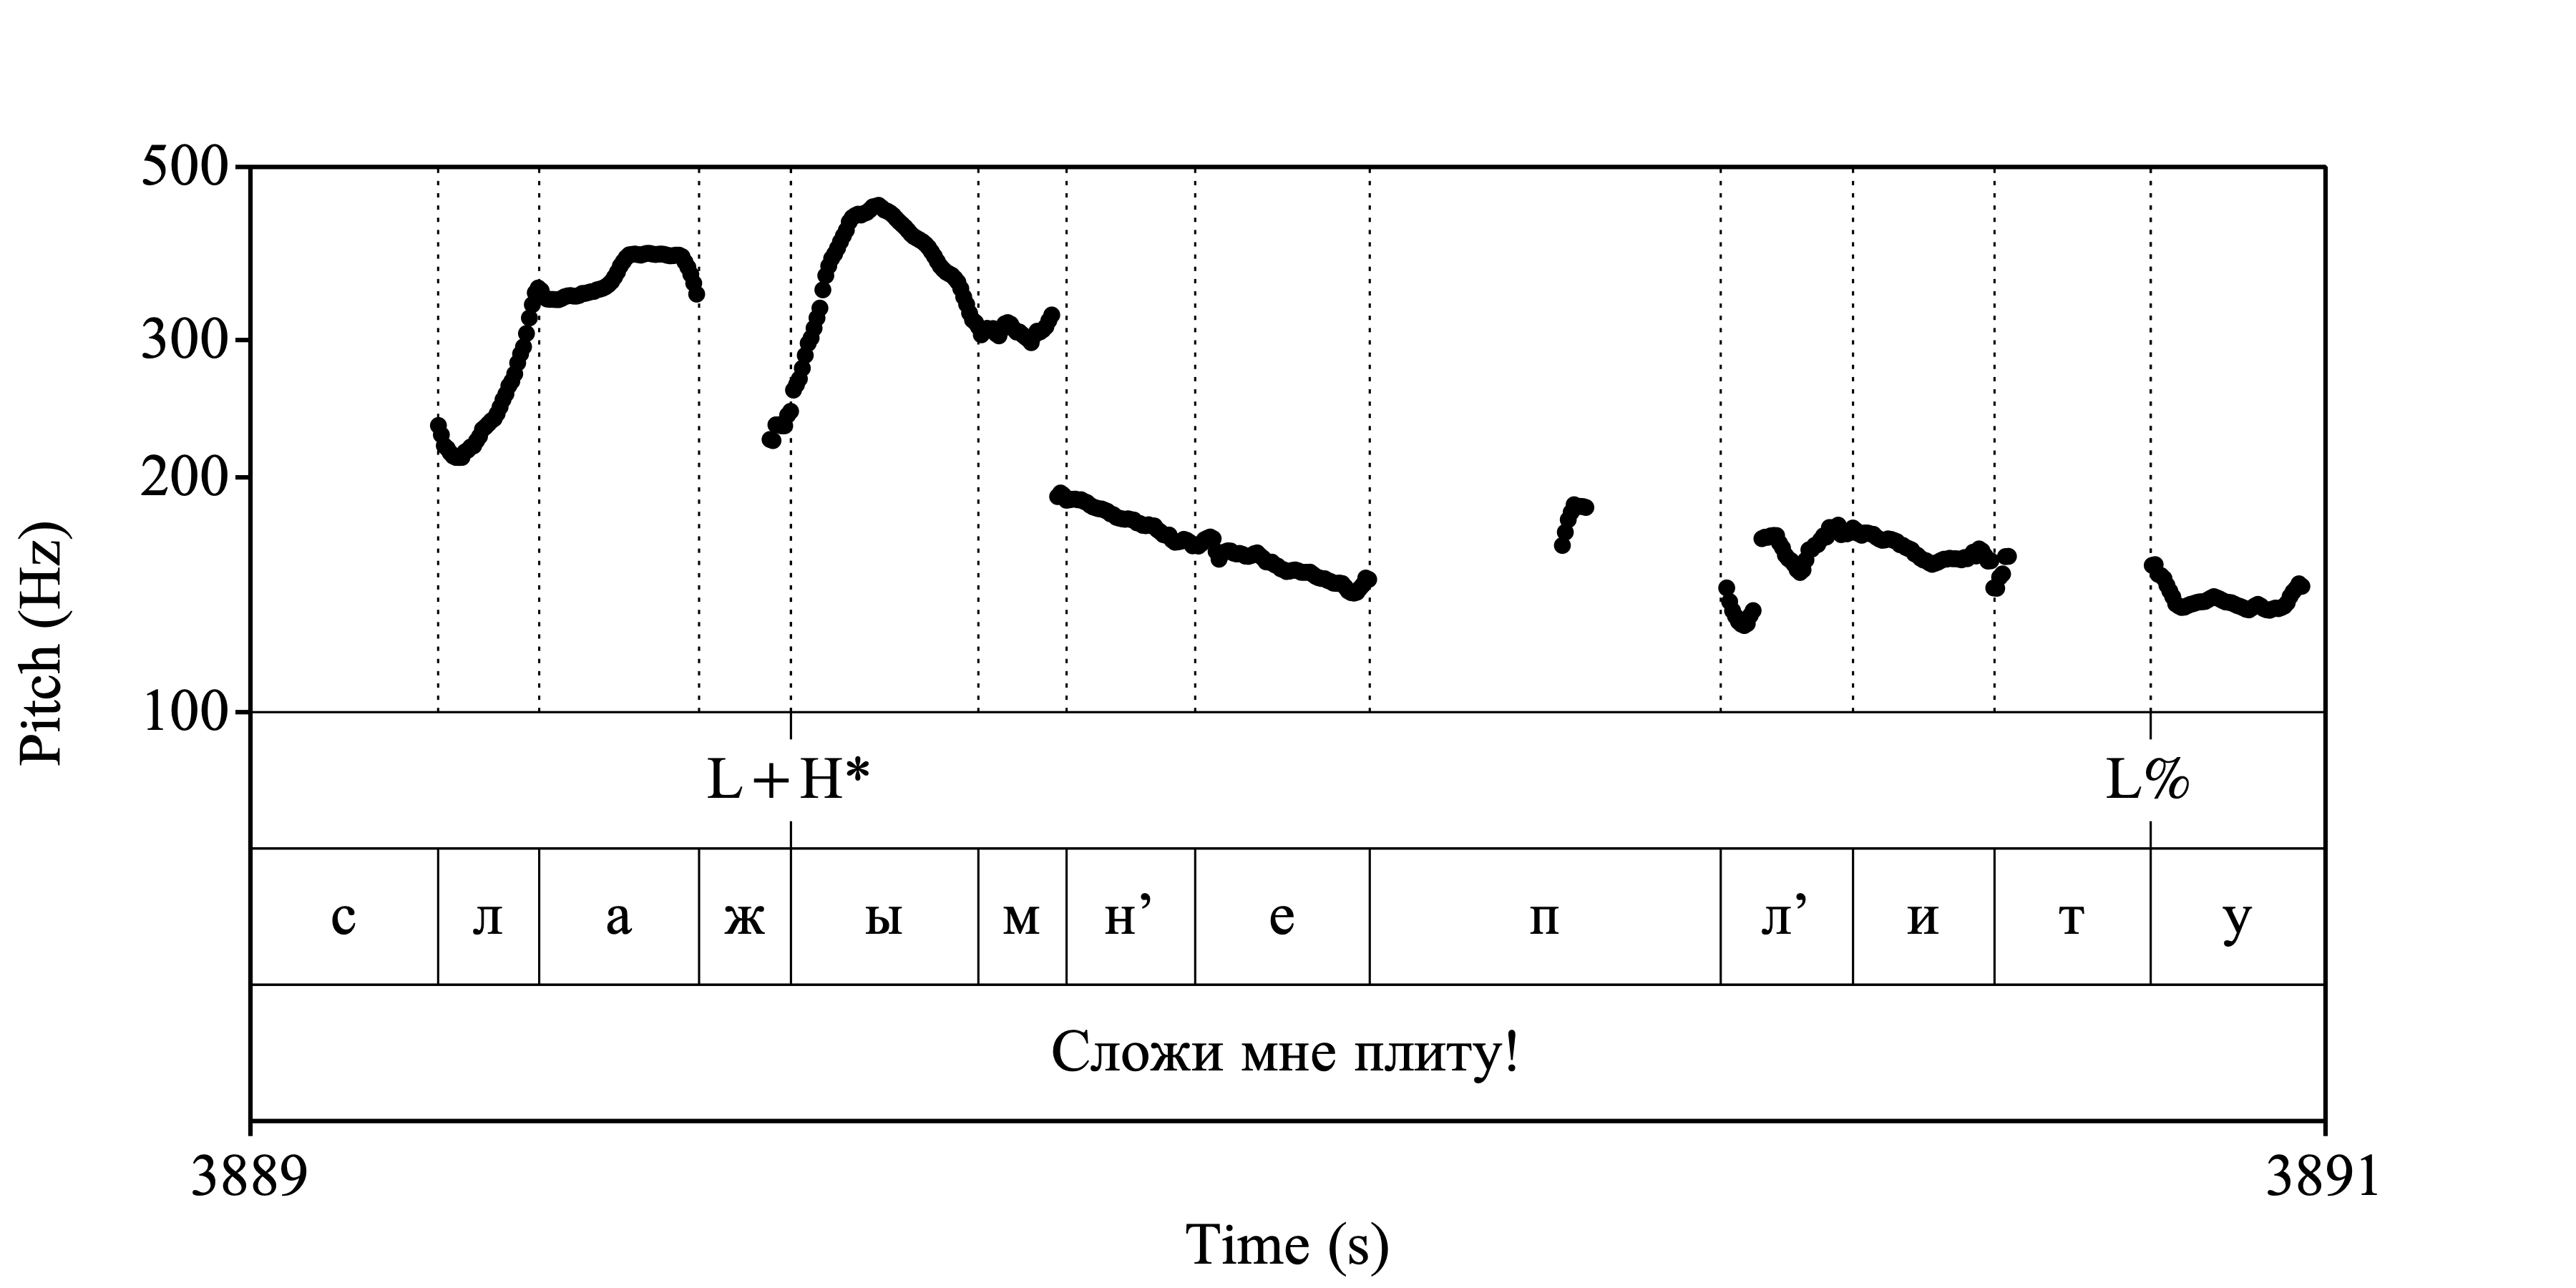 500
300
200
100
Pitch (Hz)
L+H* L%
с л а ж ы м н’ е п л’ и т у
Сложи мне плиту!
3889 3891
Time (s)